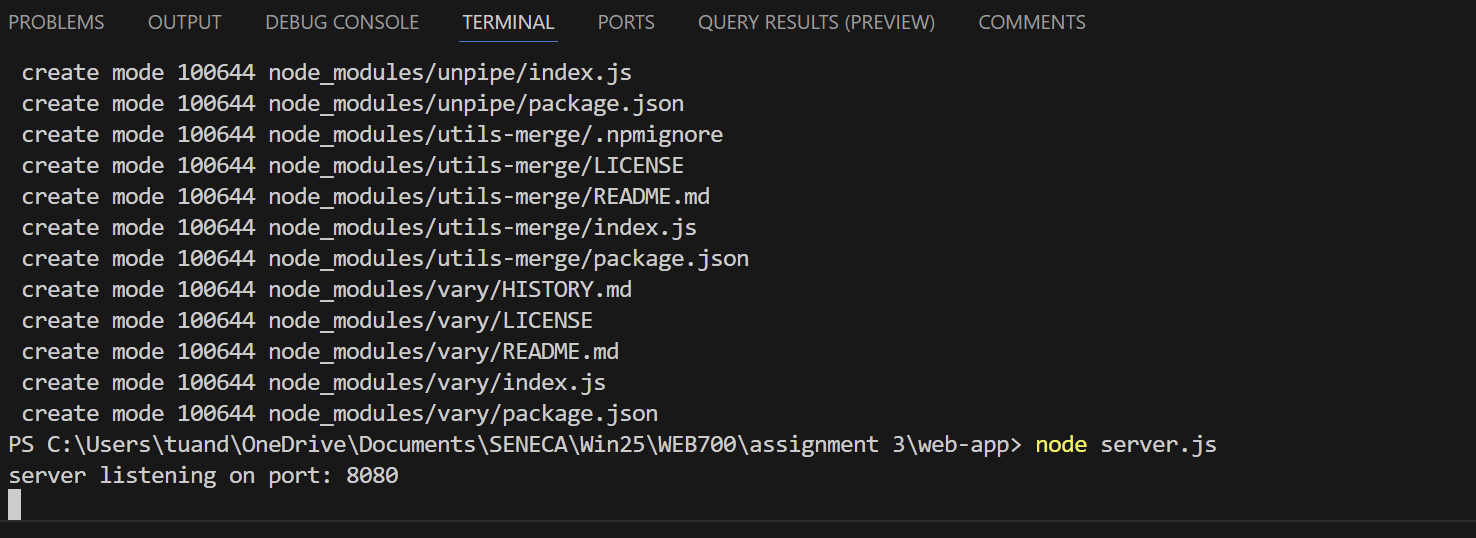 PROBLEMS OUTPUT DEBUG CONSOLE TERMINAL PORTS QUERY RESULTS (PREVIEW) COMMENTS
create mode 100644 node_modules/unpipe/index.js
create mode 100644 node_modules/unpipe/package.json
create mode 100644 node_modules/utils-merge/.npmignore
create mode 100644 node_modules/utils-merge/LICENSE
create mode 100644 node_modules/utils-merge/README.md
create mode 100644 node_modules/utils-merge/index.js
create mode 100644 node_modules/utils-merge/package.json
create mode 100644 node_modules/vary/HISTORY.md
create mode 100644 node_modules/vary/LICENSE
create mode 100644 node_modules/vary/README.md
create mode 100644 node_modules/vary/index.js
create mode 100644 node_modules/vary/package.json
PS C:\Users\tuand\OneDrive\Documents\SENECA\Win25\WEB700\assignment 3\web-app> node server.js
server listening on port: 8080